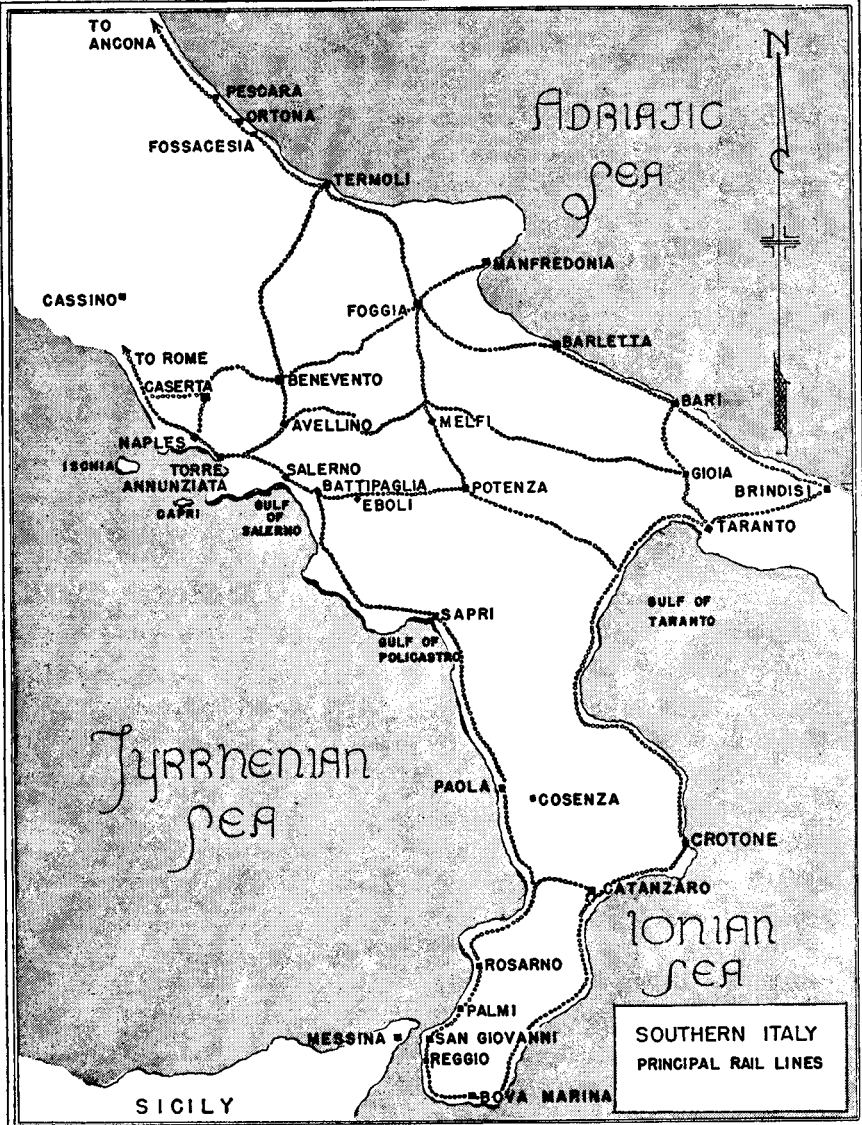 TO
ANCONA
N
PESCARA
ORTONA
ADRIATIC
SEA
FOSSACESIA
TERMOLI
MANFREDONIA
CASSINO
FOGGIA
BARLETTA
TO ROME
CASERTA
BENEVENTO
BARI
NAPLES
AVELLINO
MELFI
ISCHIA
TORRE
ANNUNZIATA
SALERNO
BATTIPAGLIA
EBOLI
POTENZA
GIOIA
BRINDISI
CAPRI
GULF
OF
SALERNO
TARANTO
SAPRI
GULF OF
TARANTO
GULF OF
POLICASTRO
TYRRHENIAN
SEA
PAOLA
COSENZA
CROTONE
CATANZARO
IONIAN
SEA
ROSARNO
PALMI
MESSINA
SAN GIOVANNI
REGGIO
BOVA MARINA
SICILY
SOUTHERN ITALY
PRINCIPAL RAIL LINES